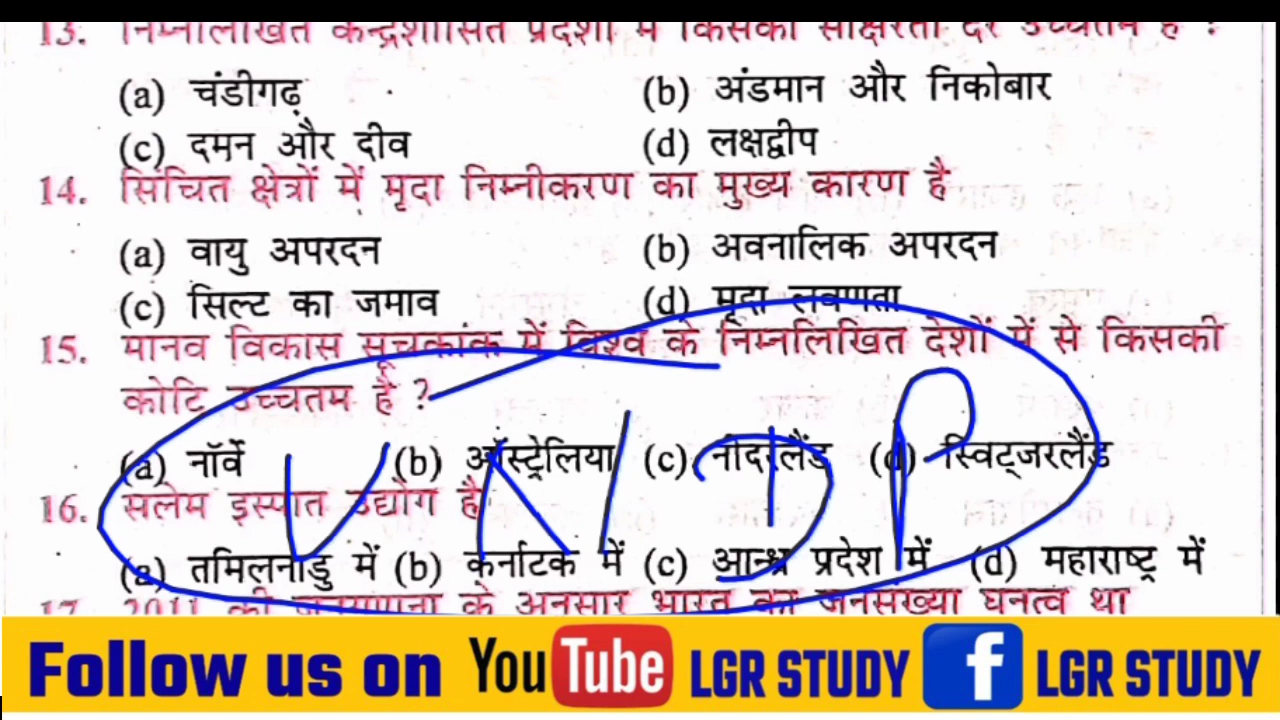 13. निम्नलिखित केन्द्रशासित प्रदेशों में किसकी साक्षरता दर उच्चतम है ?
(a) चंडीगढ़ (b) अंडमान और निकोबार
(c) दमन और दीव (d) लक्षद्वीप
14. सिंचित क्षेत्रों में मृदा निम्नीकरण का मुख्य कारण है
(a) वायु अपरदन (b) अवनालिक अपरदन
(c) सिल्ट का जमाव (d) मृदा लवणता
15. मानव विकास सूचकांक में विश्व के निम्नलिखित देशों में से किसकी
कोटि उच्चतम है ?
(a) नॉर्वे (b) ऑस्ट्रेलिया (c) नीदरलैंड (d) स्विट्जरलैंड
UNDP
16. सलेम इस्पात उद्योग है
(a) तमिलनाडु में (b) कर्नाटक में (c) आन्ध्र प्रदेश में (d) महाराष्ट्र में
17. 2011 की जनगणना के अनुसार भारत का जनसंख्या घनत्व था
Follow us on YouTube LGR STUDY f LGR STUDY